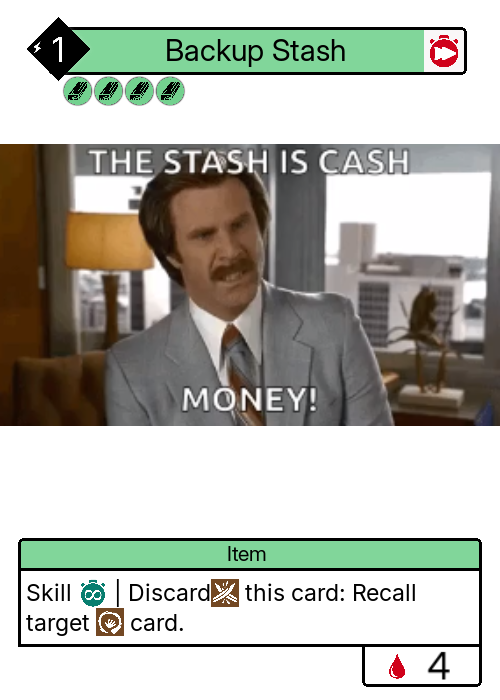 1
Backup Stash
THE STASH IS CASH
MONEY!
Item
Skill | Discard this card: Recall
target card.
4